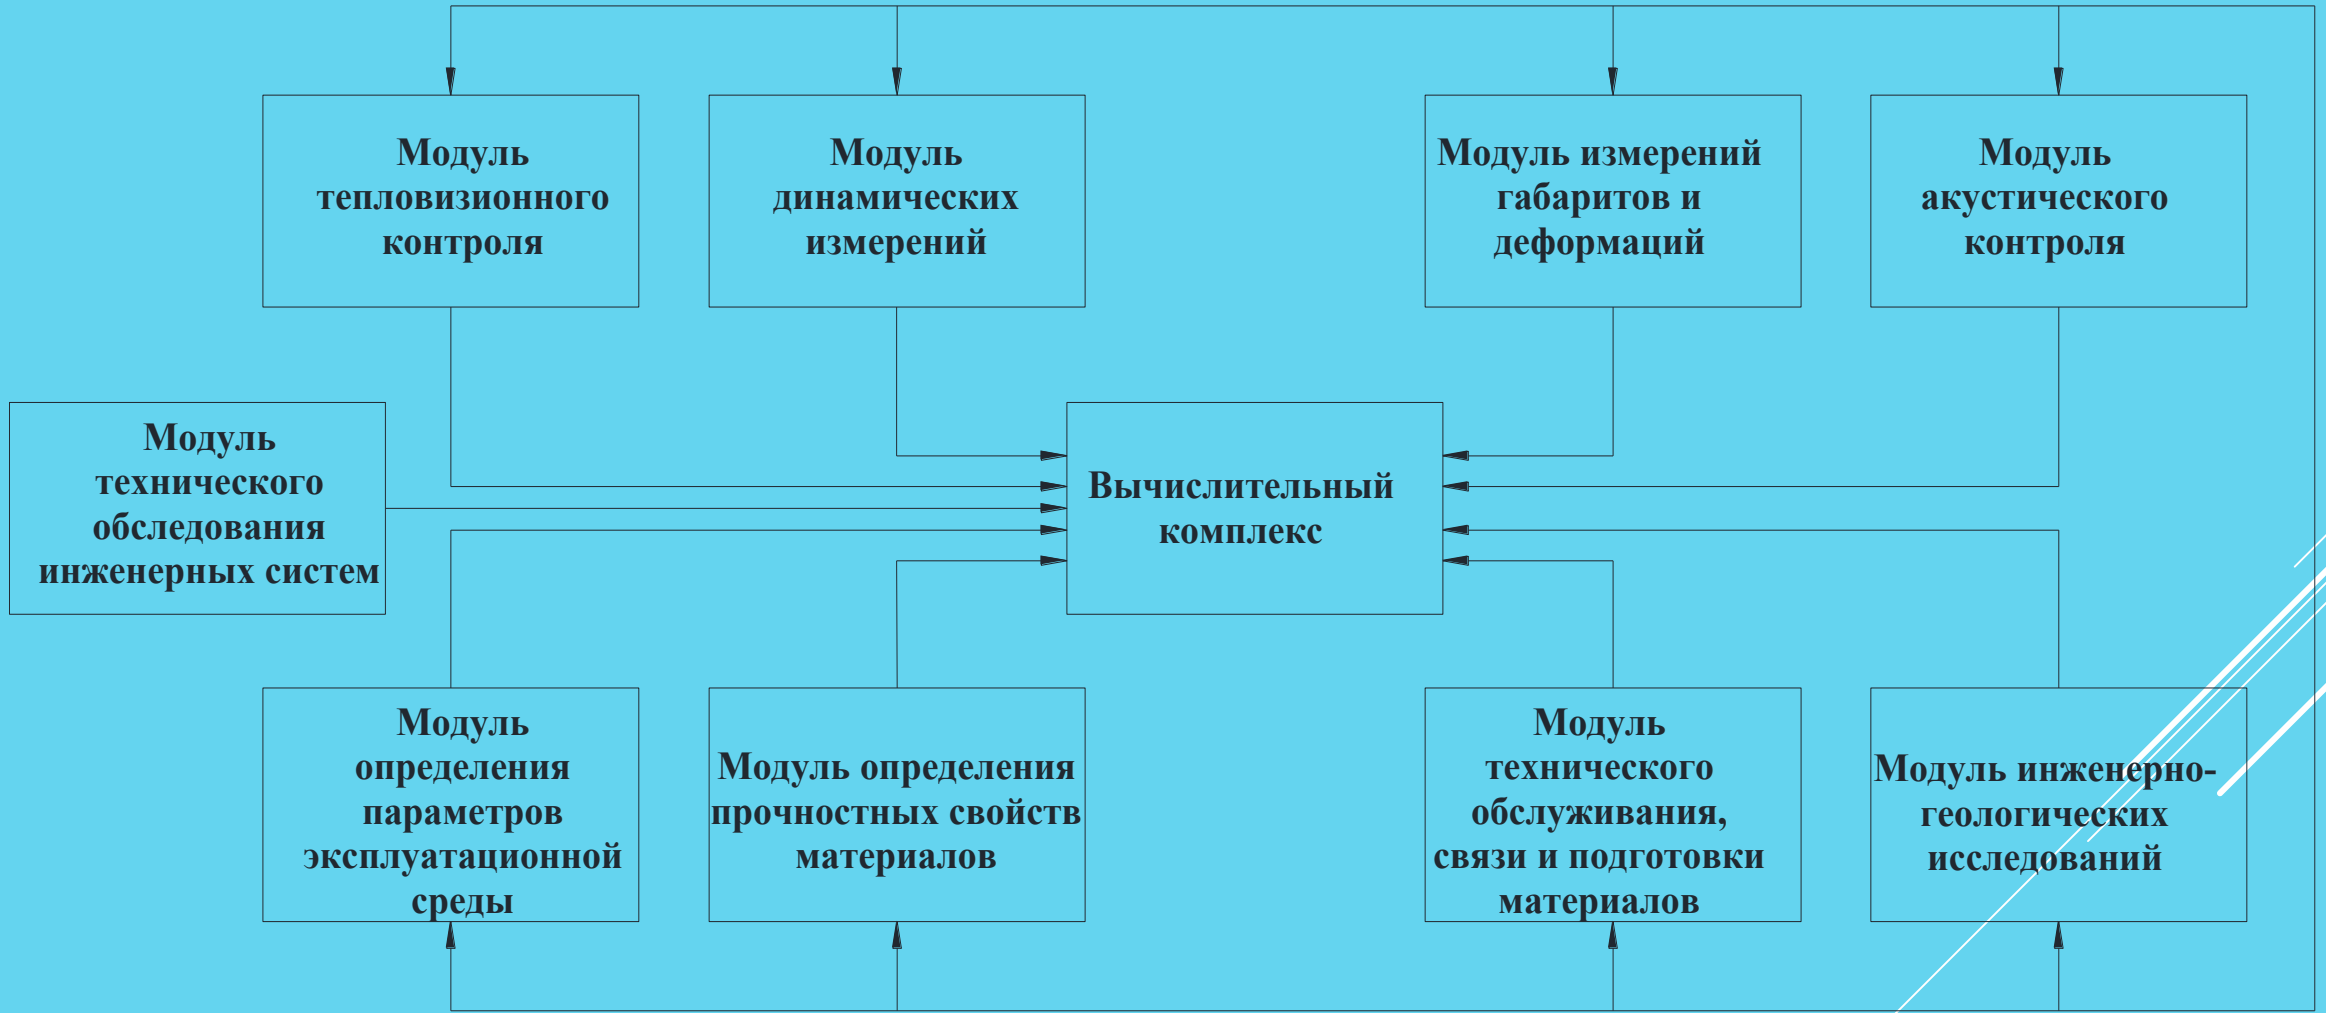 Модуль
тепловизионного
контроля
Модуль
динамических
измерений
Модуль измерений
габаритов и
деформаций
Модуль
акустического
контроля
Модуль
технического
обследования
инженерных систем
Вычислительный
комплекс
Модуль
определения
параметров
эксплуатационной
среды
Модуль определения
прочностных свойств
материалов
Модуль
технического
обслуживания,
связи и подготовки
материалов
Модуль инженерно-
геологических
исследований